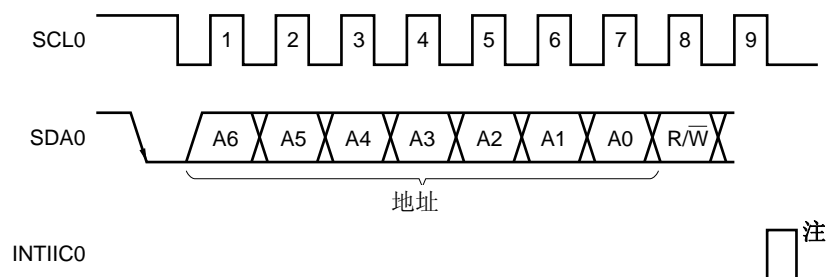 SCL0 1 2 3 4 5 6 7 8 9
SDA0 A6 A5 A4 A3 A2 A1 A0 R/W̅
地址
注
INTIIC0